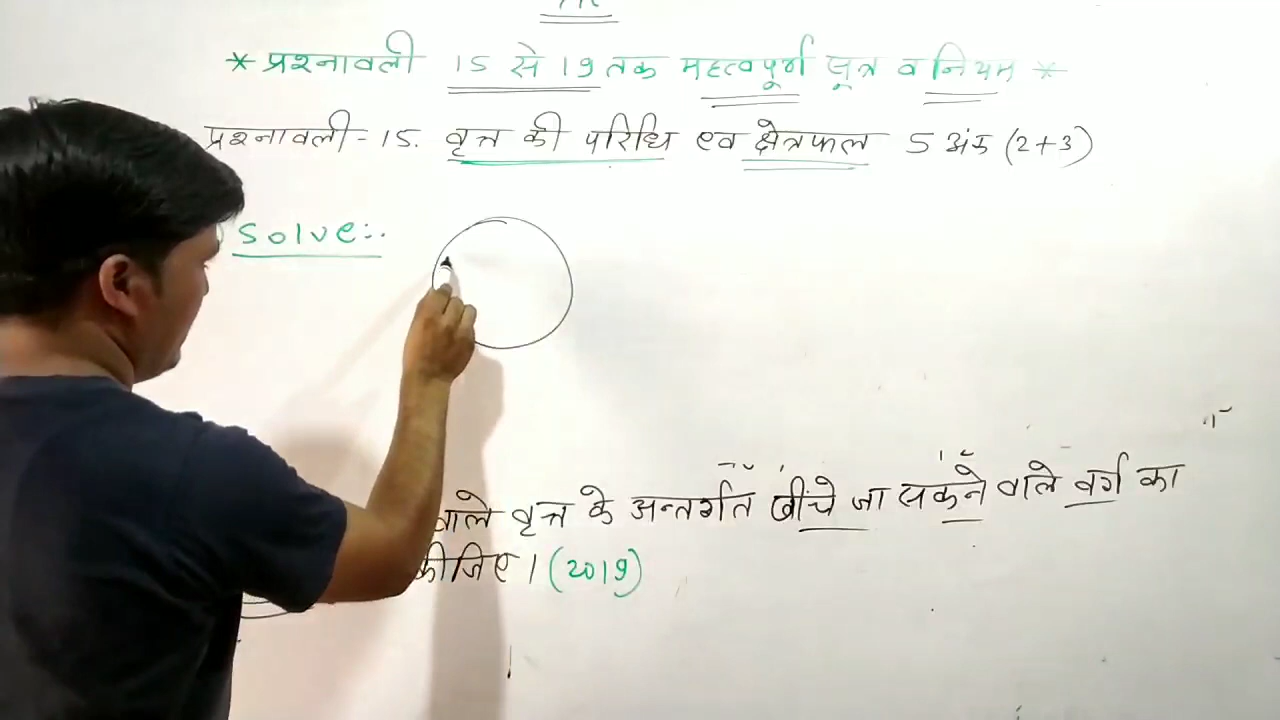 * प्रश्नावली 15 से 19 तक महत्वपूर्ण सूत्र व नियम *
प्रश्नावली - 15. वृत्त की परिधि एव क्षेत्रफल 5 अंक (2+3)
Solve:-
वाले वृत्त के अन्तर्गत खींचे जा सकने वाले वर्ग का
कीजिए। (2019)